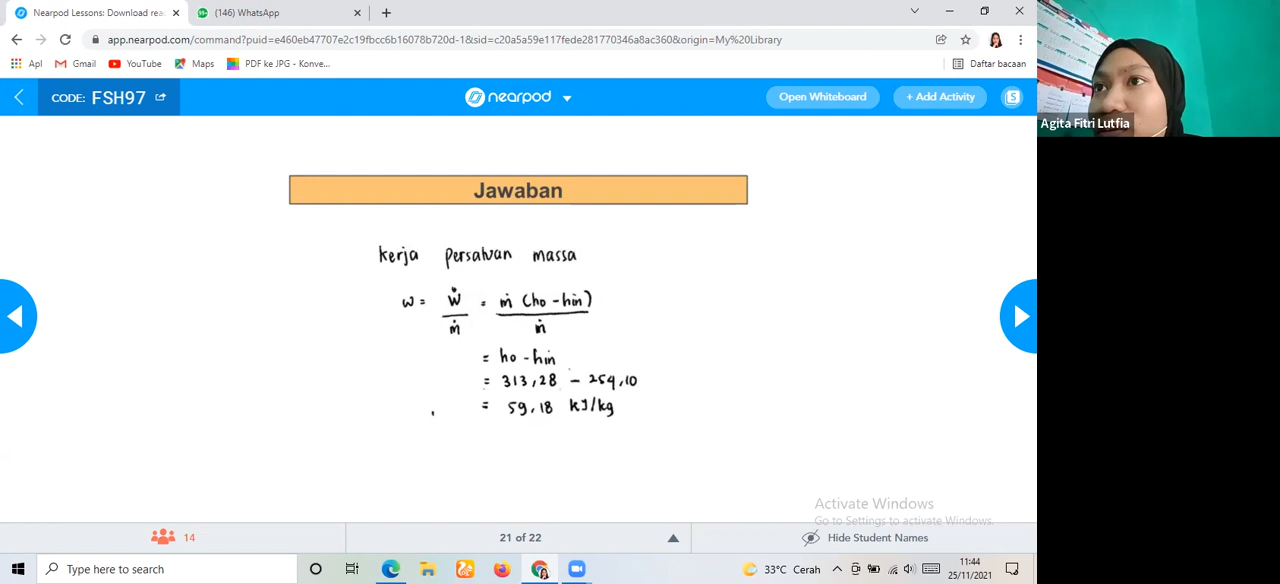 Nearpod Lessons: Download rea
(146) WhatsApp
app.nearpod.com/command?puid=e460eb47707e2c19fbcc6b16078b720d-1&sid=c20a5a59e117fede281770346a8ac360&origin=My%20Library
Apl
Gmail
YouTube
Maps
PDF ke JPG - Konve...
Daftar bacaan
CODE: FSH97
nearpod
Open Whiteboard
+ Add Activity
S
Agita Fitri Lutfia
Jawaban
kerja persatuan massa
w = Ẇ/ṁ = ṁ (ho - hin)/ṁ
= ho - hin
= 313,28 - 254,10
= 59,18 kJ/kg
Activate Windows
Go to Settings to activate Windows.
14
21 of 22
Hide Student Names
Type here to search
33°C Cerah
11:44
25/11/2021